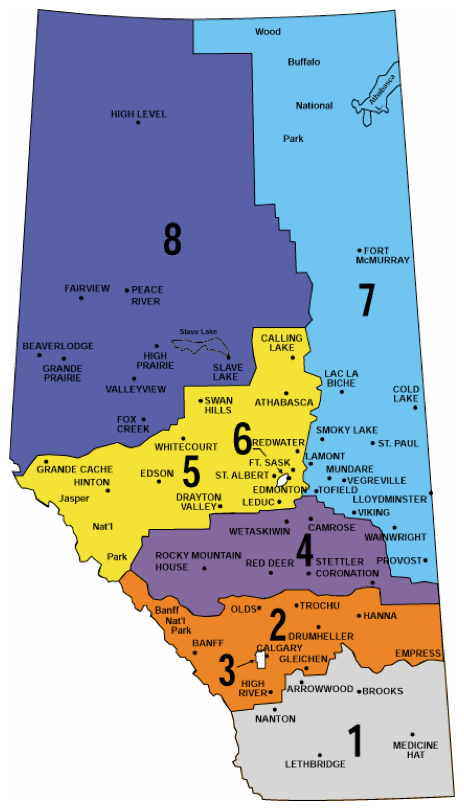 Wood
Buffalo
National
Park
Athabasca
L.
HIGH LEVEL
8
FORT
McMURRAY
7
FAIRVIEW
PEACE
RIVER
Slave Lake
BEAVERLODGE
GRANDE
PRAIRIE
HIGH
PRAIRIE
SLAVE
LAKE
VALLEYVIEW
CALLING
LAKE
LAC LA
BICHE
COLD
LAKE
SWAN
HILLS
ATHABASCA
FOX
CREEK
WHITECOURT
6
REDWATER
SMOKY LAKE
ST. PAUL
LAMONT
GRANDE CACHE
HINTON
EDSON
5
FT. SASK
ST. ALBERT
MUNDARE
VEGREVILLE
Jasper
EDMONTON
TOFIELD
LLOYDMINSTER
DRAYTON
VALLEY
LEDUC
VIKING
Nat'l
Park
WETASKIWIN
CAMROSE
WAINWRIGHT
4
ROCKY MOUNTAIN
HOUSE
RED DEER
STETTLER
CORONATION
PROVOST
Banff
Nat'l
Park
OLDS
TROCHU
HANNA
2
DRUMHELLER
BANFF
CALGARY
GLEICHEN
EMPRESS
3
HIGH
RIVER
ARROWWOOD
BROOKS
NANTON
1
MEDICINE
HAT
LETHBRIDGE